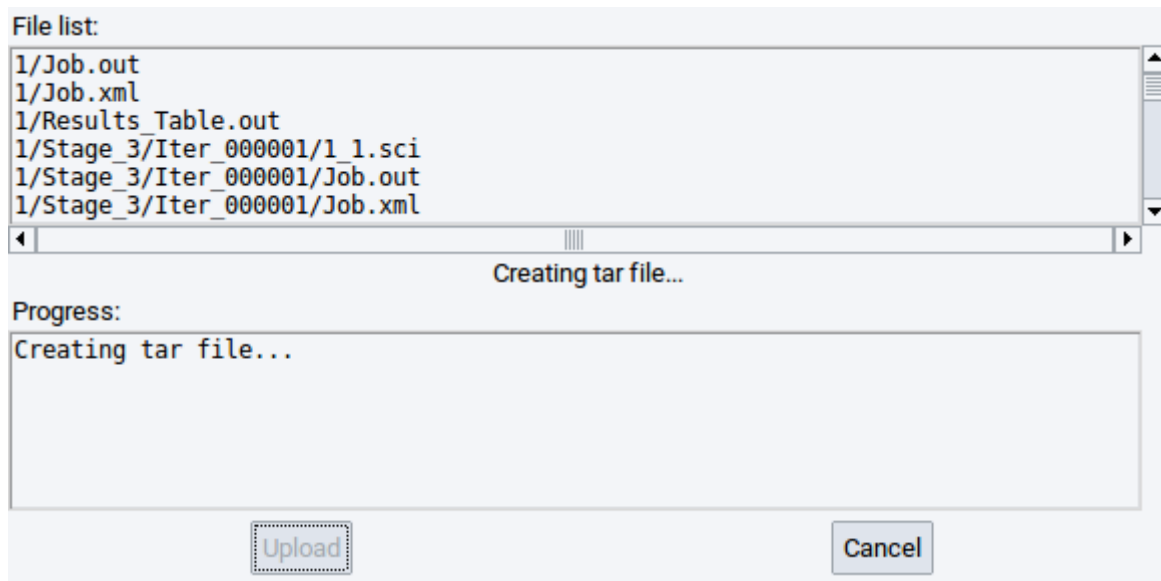 File list:
1/Job.out
1/Job.xml
1/Results_Table.out
1/Stage_3/Iter_000001/1_1.sci
1/Stage_3/Iter_000001/Job.out
1/Stage_3/Iter_000001/Job.xml
Creating tar file...
Progress:
Creating tar file...
Upload
Cancel